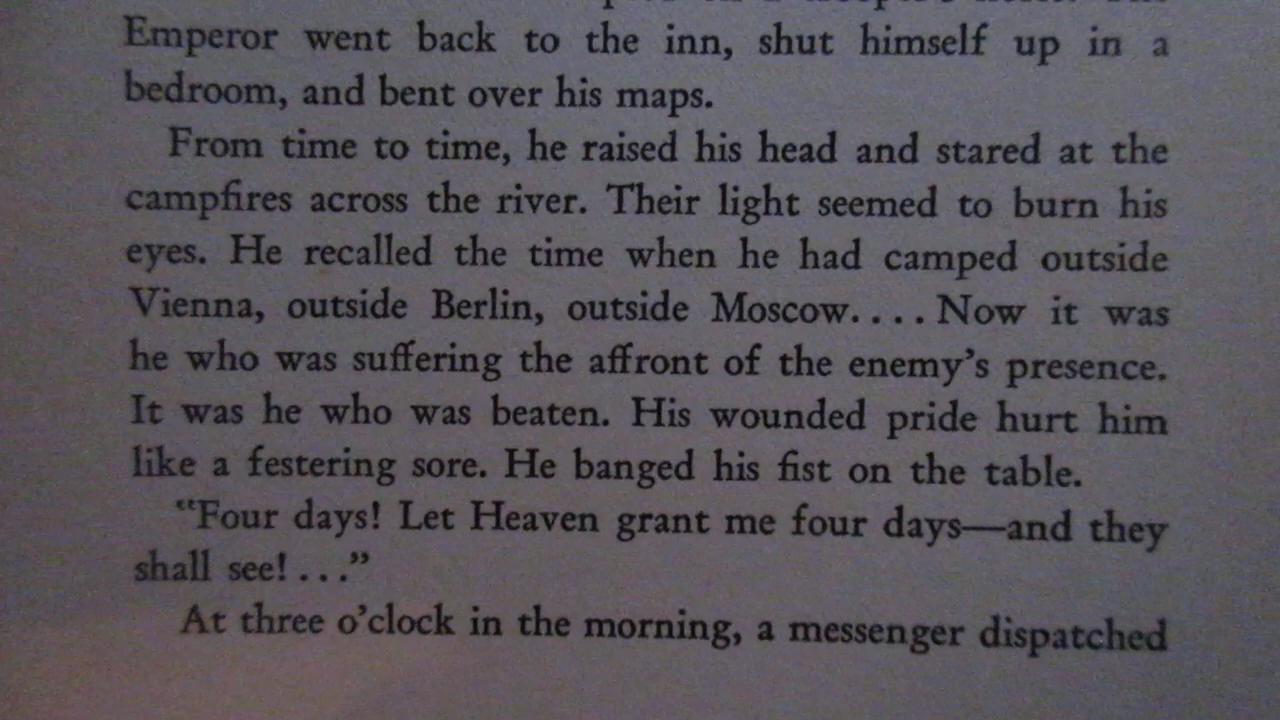 Emperor went back to the inn, shut himself up in a
bedroom, and bent over his maps.
From time to time, he raised his head and stared at the
campfires across the river. Their light seemed to burn his
eyes. He recalled the time when he had camped outside
Vienna, outside Berlin, outside Moscow.... Now it was
he who was suffering the affront of the enemy's presence.
It was he who was beaten. His wounded pride hurt him
like a festering sore. He banged his fist on the table.
“Four days! Let Heaven grant me four days—and they
shall see! ...”
At three o'clock in the morning, a messenger dispatched